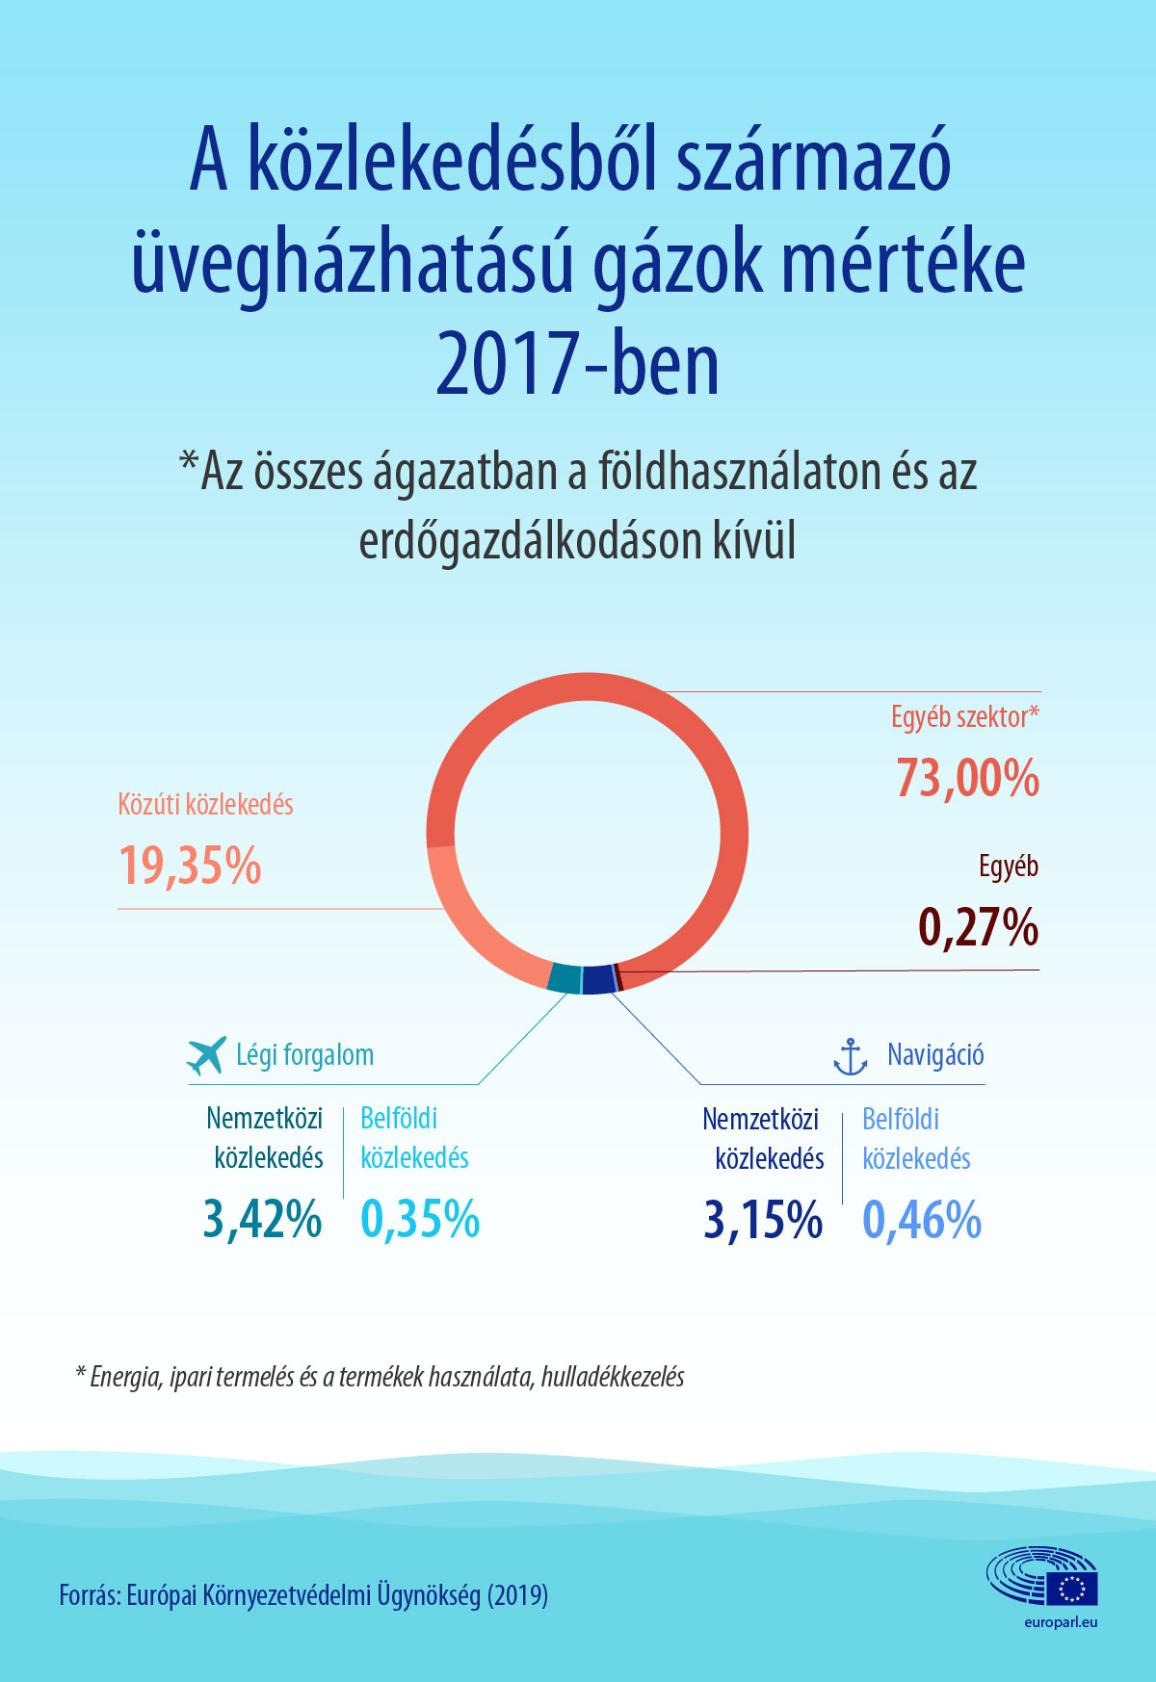 A közlekedésből származó
üvegházhatású gázok mértéke
2017-ben
*Az összes ágazatban a földhasználaton és az
erdőgazdálkodáson kívül
Egyéb szektor*
73,00%
Közúti közlekedés
19,35%
Egyéb
0,27%
Légi forgalom
Nemzetközi
közlekedés
3,42%
Belföldi
közlekedés
0,35%
Navigáció
Nemzetközi
közlekedés
3,15%
Belföldi
közlekedés
0,46%
* Energia, ipari termelés és a termékek használata, hulladékkezelés
Forrás: Európai Környezetvédelmi Ügynökség (2019)
europarl.eu